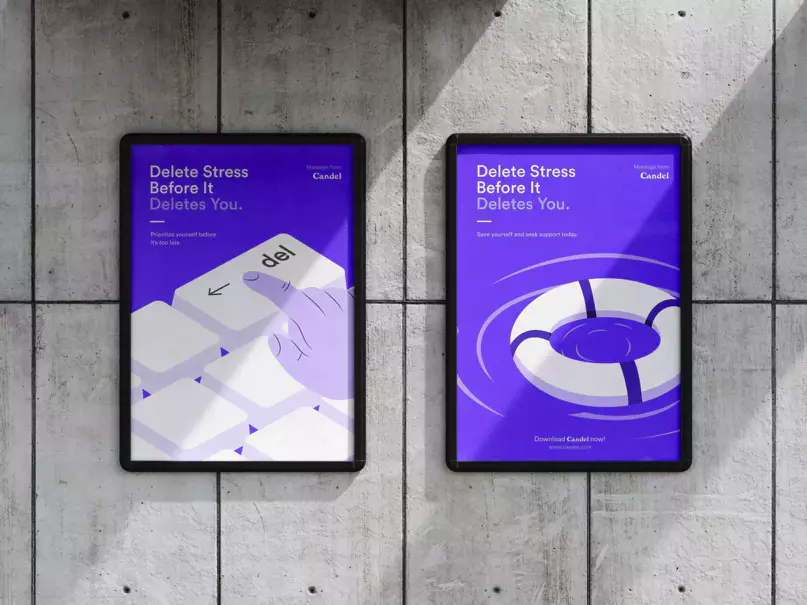 Delete Stress
Before It
Deletes You.
Message from
Candel
Prioritize yourself before
it's too late.
←
del
Delete Stress
Before It
Deletes You.
Message from
Candel
Save yourself and seek support today.
Download Candel now!